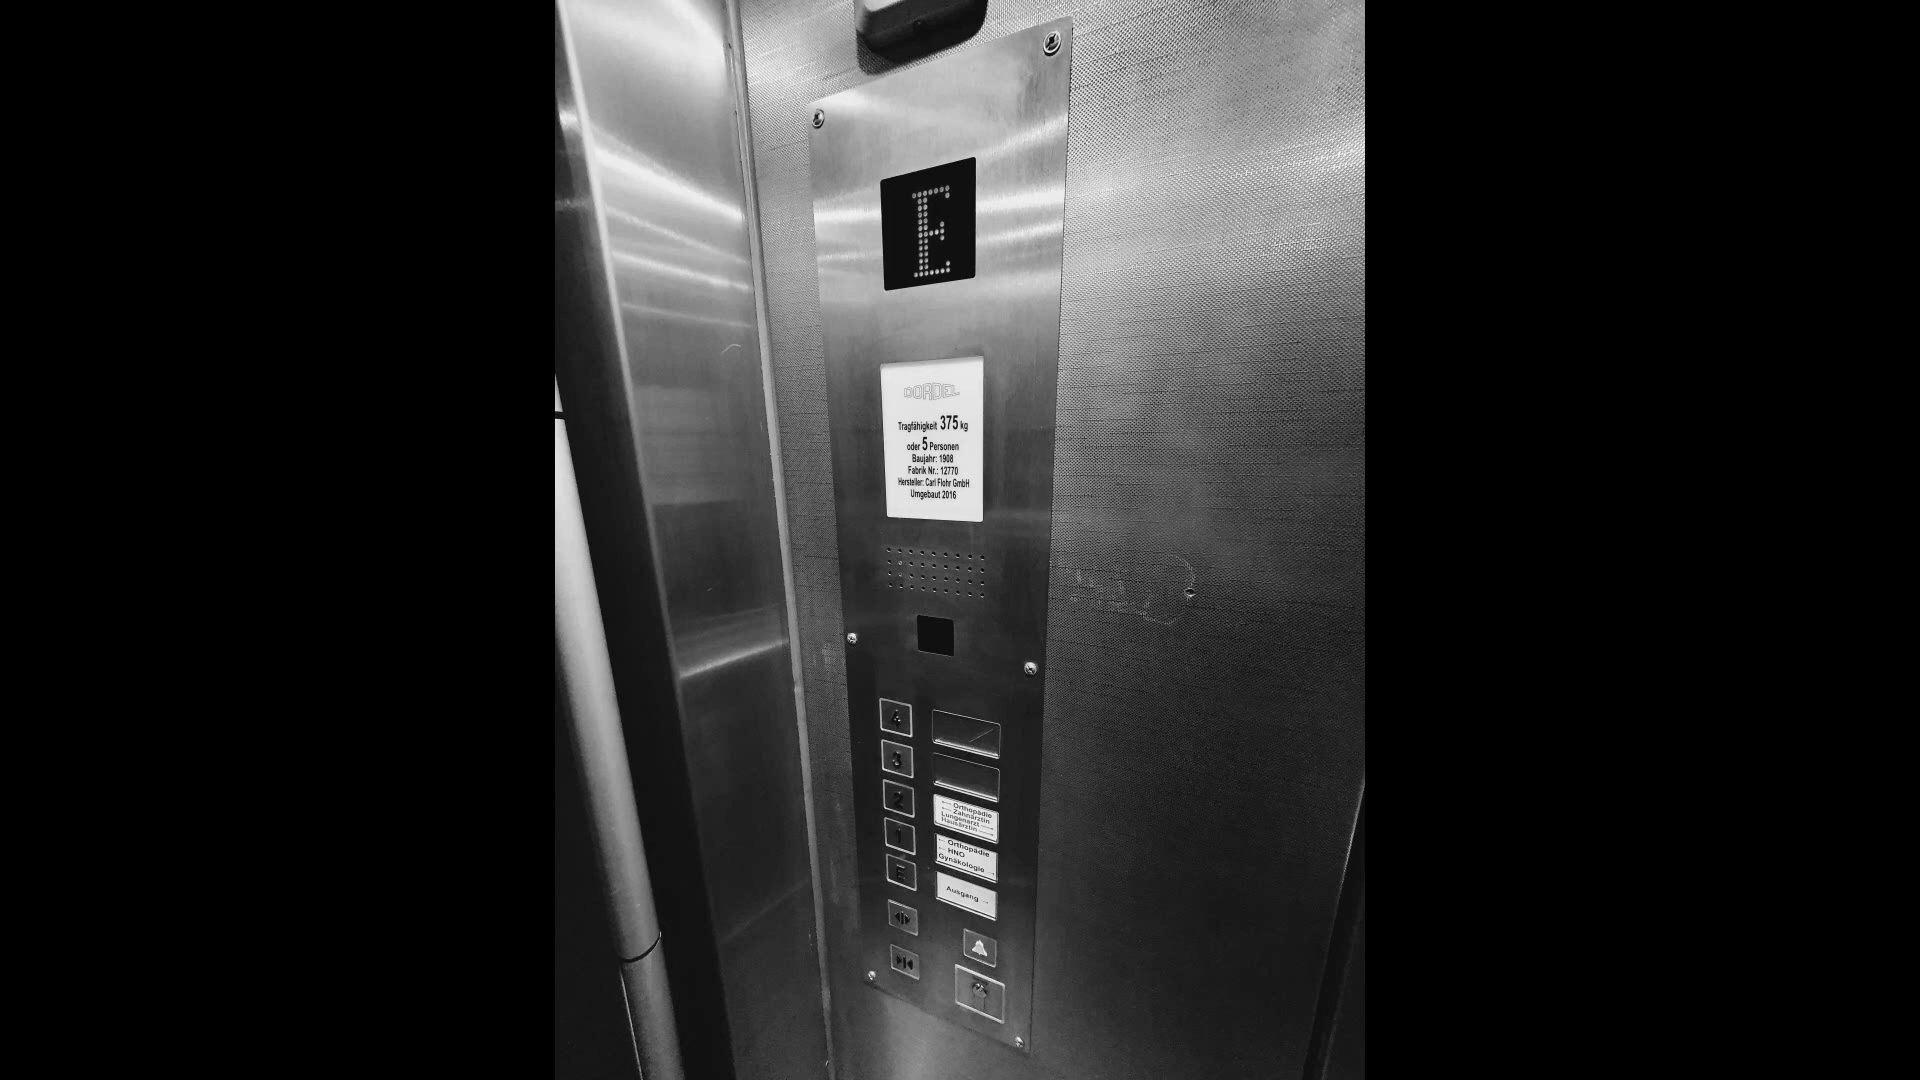 E
DORDEL
Tragfähigkeit 375 kg
oder 5 Personen
Baujahr: 1908
Fabrik Nr.: 12770
Hersteller: Carl Flohr GmbH
Umgebaut 2016
4
3
2
← Orthopädie
← Zahnärztin
Lungenarzt →
Hausärztin →
1
← Orthopädie
← HNO
Gynäkologie →
E
Ausgang →